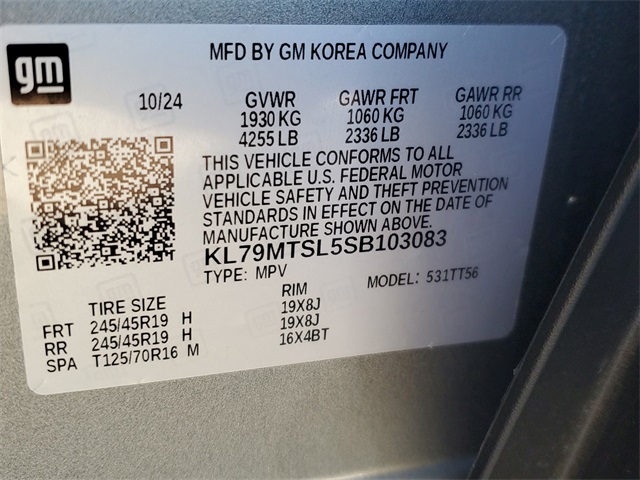 gm
MFD BY GM KOREA COMPANY
10/24 GVWR GAWR FRT GAWR RR
1930 KG 1060 KG 1060 KG
4255 LB 2336 LB 2336 LB
THIS VEHICLE CONFORMS TO ALL
APPLICABLE U.S. FEDERAL MOTOR
VEHICLE SAFETY AND THEFT PREVENTION
STANDARDS IN EFFECT ON THE DATE OF
MANUFACTURE SHOWN ABOVE.
KL79MTSL5SB103083
TYPE: MPV MODEL: 531TT56
TIRE SIZE RIM
FRT 245/45R19 H 19X8J
RR 245/45R19 H 19X8J
SPA T125/70R16 M 16X4BT